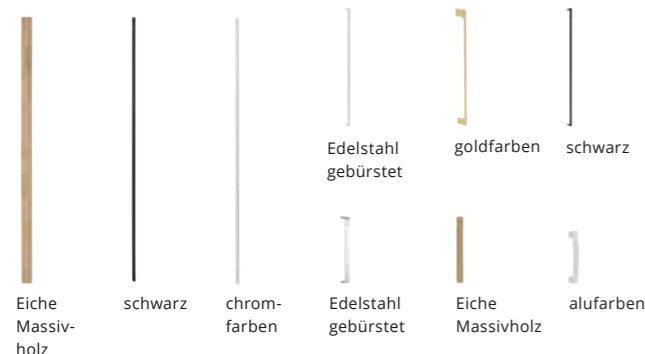 Edelstahl
gebürstet
goldfarben
schwarz
Eiche
Massiv-
holz
schwarz
chrom-
farben
Edelstahl
gebürstet
Eiche
Massivholz
alufarben